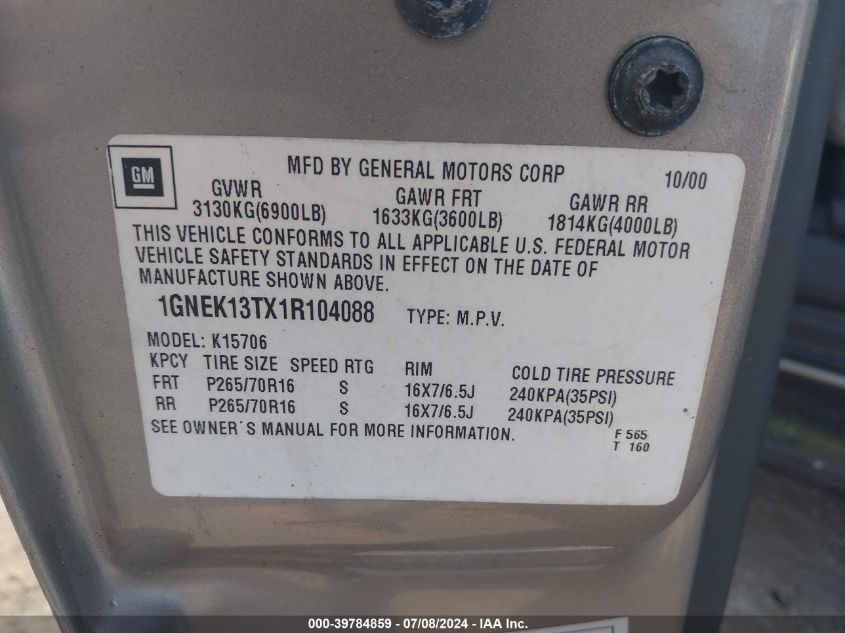 GM
MFD BY GENERAL MOTORS CORP 10/00
GVWR GAWR FRT GAWR RR
3130KG(6900LB) 1633KG(3600LB) 1814KG(4000LB)
THIS VEHICLE CONFORMS TO ALL APPLICABLE U.S. FEDERAL MOTOR
VEHICLE SAFETY STANDARDS IN EFFECT ON THE DATE OF
MANUFACTURE SHOWN ABOVE.
1GNEK13TX1R104088 TYPE: M.P.V.
MODEL: K15706
KPCY TIRE SIZE SPEED RTG RIM COLD TIRE PRESSURE
FRT P265/70R16 S 16X7/6.5J 240KPA(35PSI)
RR P265/70R16 S 16X7/6.5J 240KPA(35PSI)
SEE OWNER´S MANUAL FOR MORE INFORMATION. F 565
T 160
000-39784859 - 07/08/2024 - © IAA Holdings, LLC